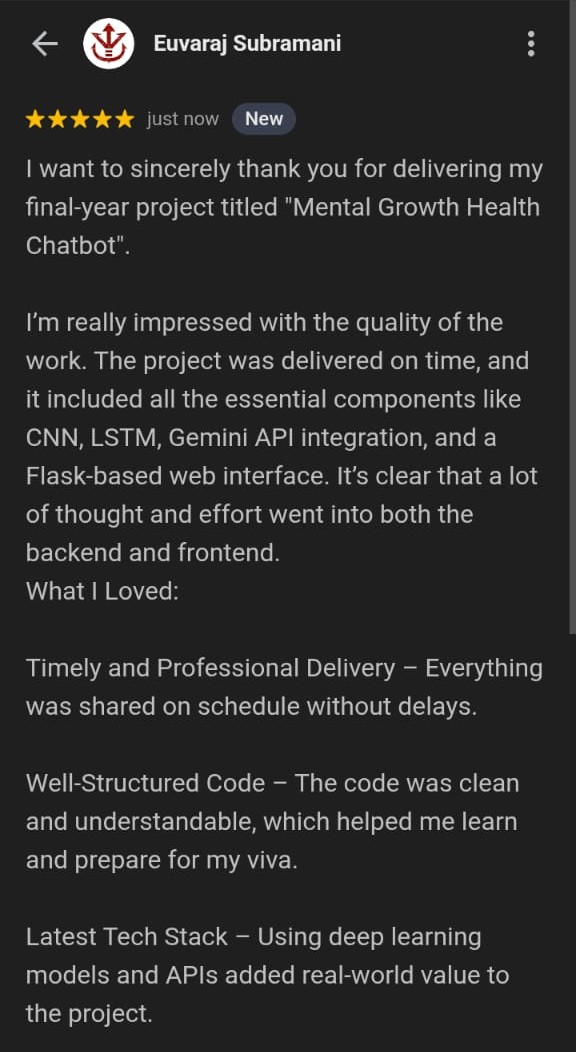 Euvaraj Subramani
just now New
I want to sincerely thank you for delivering my
final-year project titled "Mental Growth Health
Chatbot".
I’m really impressed with the quality of the
work. The project was delivered on time, and
it included all the essential components like
CNN, LSTM, Gemini API integration, and a
Flask-based web interface. It’s clear that a lot
of thought and effort went into both the
backend and frontend.
What I Loved:
Timely and Professional Delivery – Everything
was shared on schedule without delays.
Well-Structured Code – The code was clean
and understandable, which helped me learn
and prepare for my viva.
Latest Tech Stack – Using deep learning
models and APIs added real-world value to
the project.